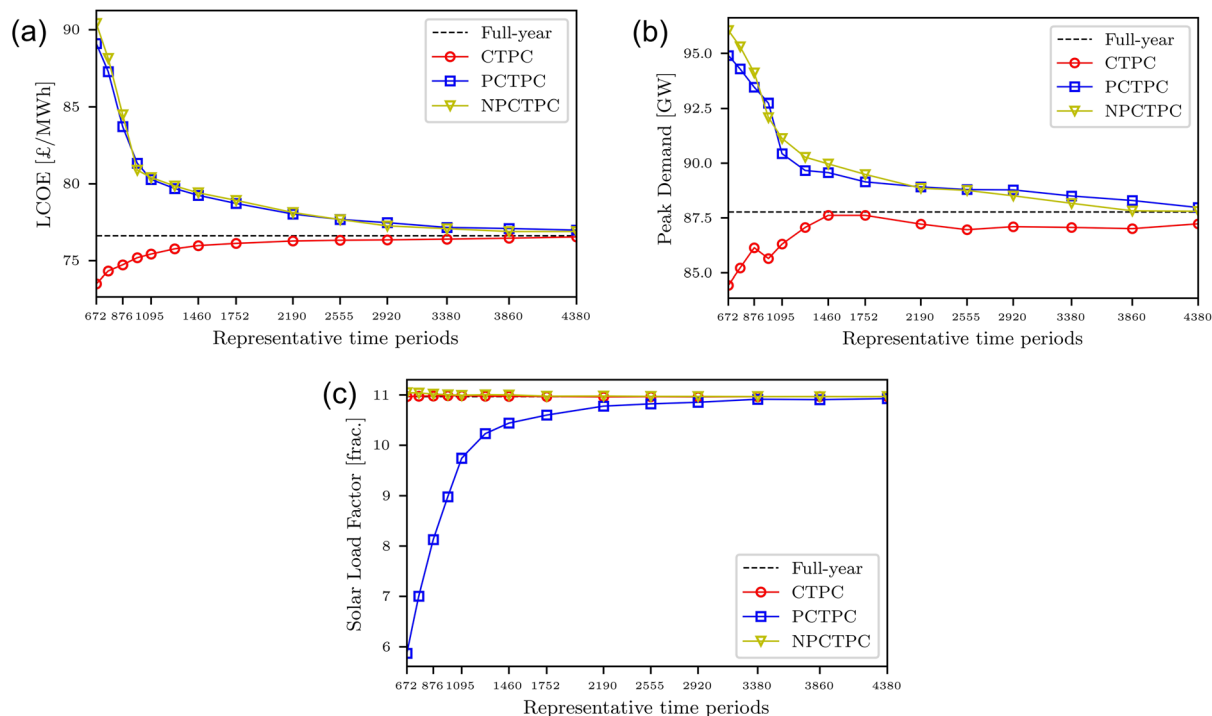 (a)
LCOE [£/MWh]
90
85
80
75
Full-year
CTPC
PCTPC
NPCTPC
672 876 1095 1460 1752 2190 2555 2920 3380 3860 4380
Representative time periods
(b)
Peak Demand [GW]
95.0
92.5
90.0
87.5
85.0
Full-year
CTPC
PCTPC
NPCTPC
672 876 1095 1460 1752 2190 2555 2920 3380 3860 4380
Representative time periods
(c)
Solar Load Factor [frac.]
11
10
9
8
7
6
Full-year
CTPC
PCTPC
NPCTPC
672 876 1095 1460 1752 2190 2555 2920 3380 3860 4380
Representative time periods